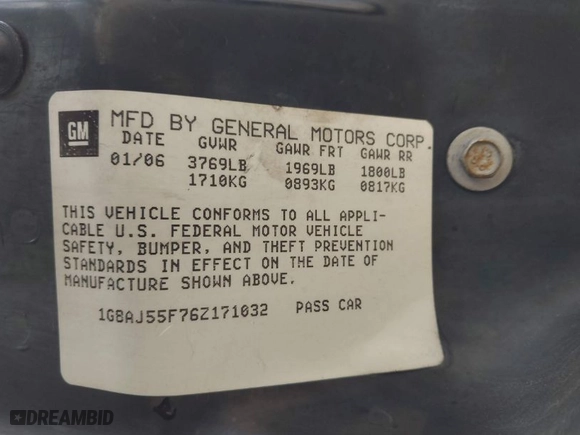 GM
MFD BY GENERAL MOTORS CORP.
DATE GVWR GAWR FRT GAWR RR
01/06 3769LB 1969LB 1800LB
1710KG 0893KG 0817KG
THIS VEHICLE CONFORMS TO ALL APPLI-
CABLE U.S. FEDERAL MOTOR VEHICLE
SAFETY, BUMPER, AND THEFT PREVENTION
STANDARDS IN EFFECT ON THE DATE OF
MANUFACTURE SHOWN ABOVE.
1G8AJ55F76Z171032 PASS CAR
DREAMBID